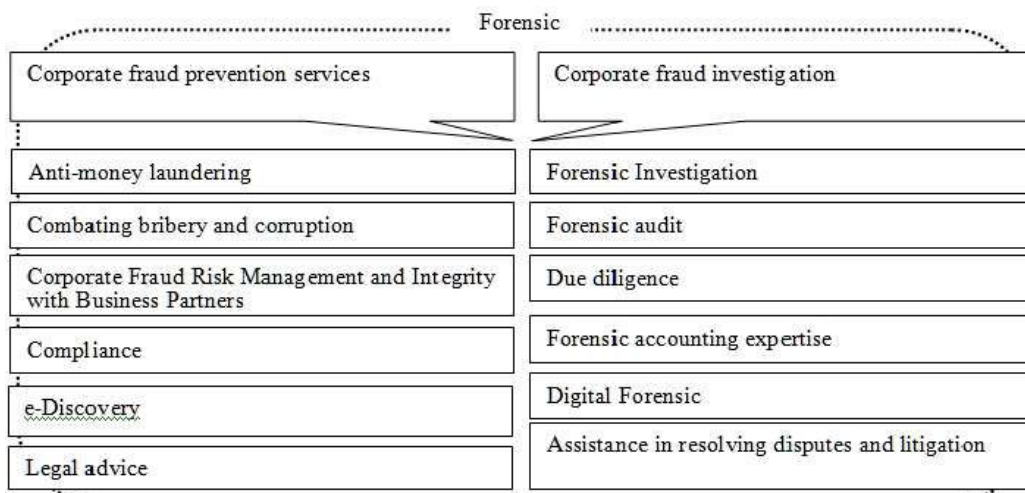 Forensic
Corporate fraud prevention services
Corporate fraud investigation
Anti-money laundering
Combating bribery and corruption
Corporate Fraud Risk Management and Integrity
with Business Partners
Compliance
e-Discovery
Legal advice
Forensic Investigation
Forensic audit
Due diligence
Forensic accounting expertise
Digital Forensic
Assistance in resolving disputes and litigation